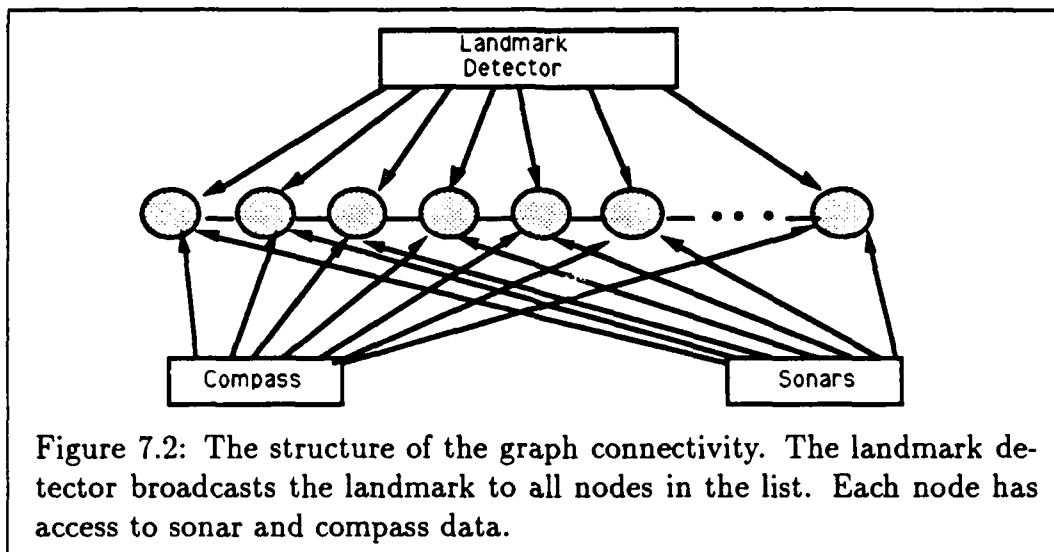 Landmark
Detector
Compass
Sonars
Figure 7.2: The structure of the graph connectivity. The landmark de-
tector broadcasts the landmark to all nodes in the list. Each node has
access to sonar and compass data.